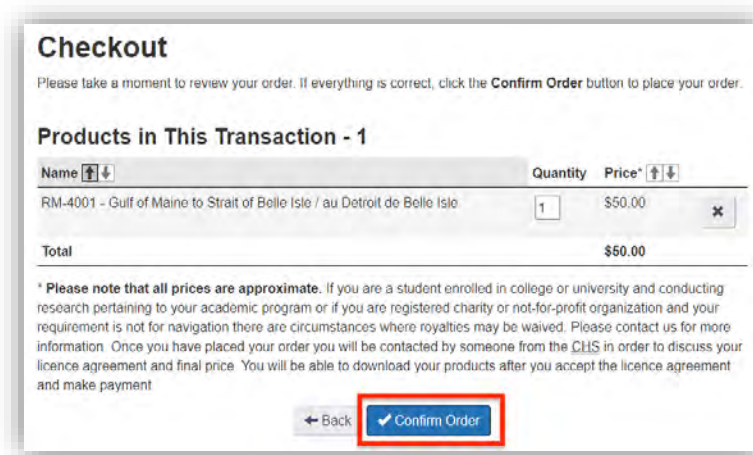 Checkout
Please take a moment to review your order. If everything is correct, click the Confirm Order button to place your order.
Products in This Transaction - 1
Name Quantity Price*
RM-4001 - Gulf of Maine to Strait of Belle Isle / au Detroit de Belle Isle 1 $50.00
Total $50.00
* Please note that all prices are approximate. If you are a student enrolled in college or university and conducting
research pertaining to your academic program or if you are registered charity or not-for-profit organization and your
requirement is not for navigation there are circumstances where royalties may be waived. Please contact us for more
information. Once you have placed your order you will be contacted by someone from the CHS in order to discuss your
licence agreement and final price. You will be able to download your products after you accept the licence agreement
and make payment
Back Confirm Order